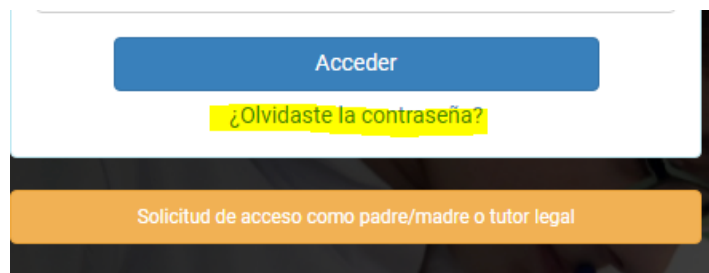 Acceder
¿Olvidaste la contraseña?
Solicitud de acceso como padre/madre o tutor legal